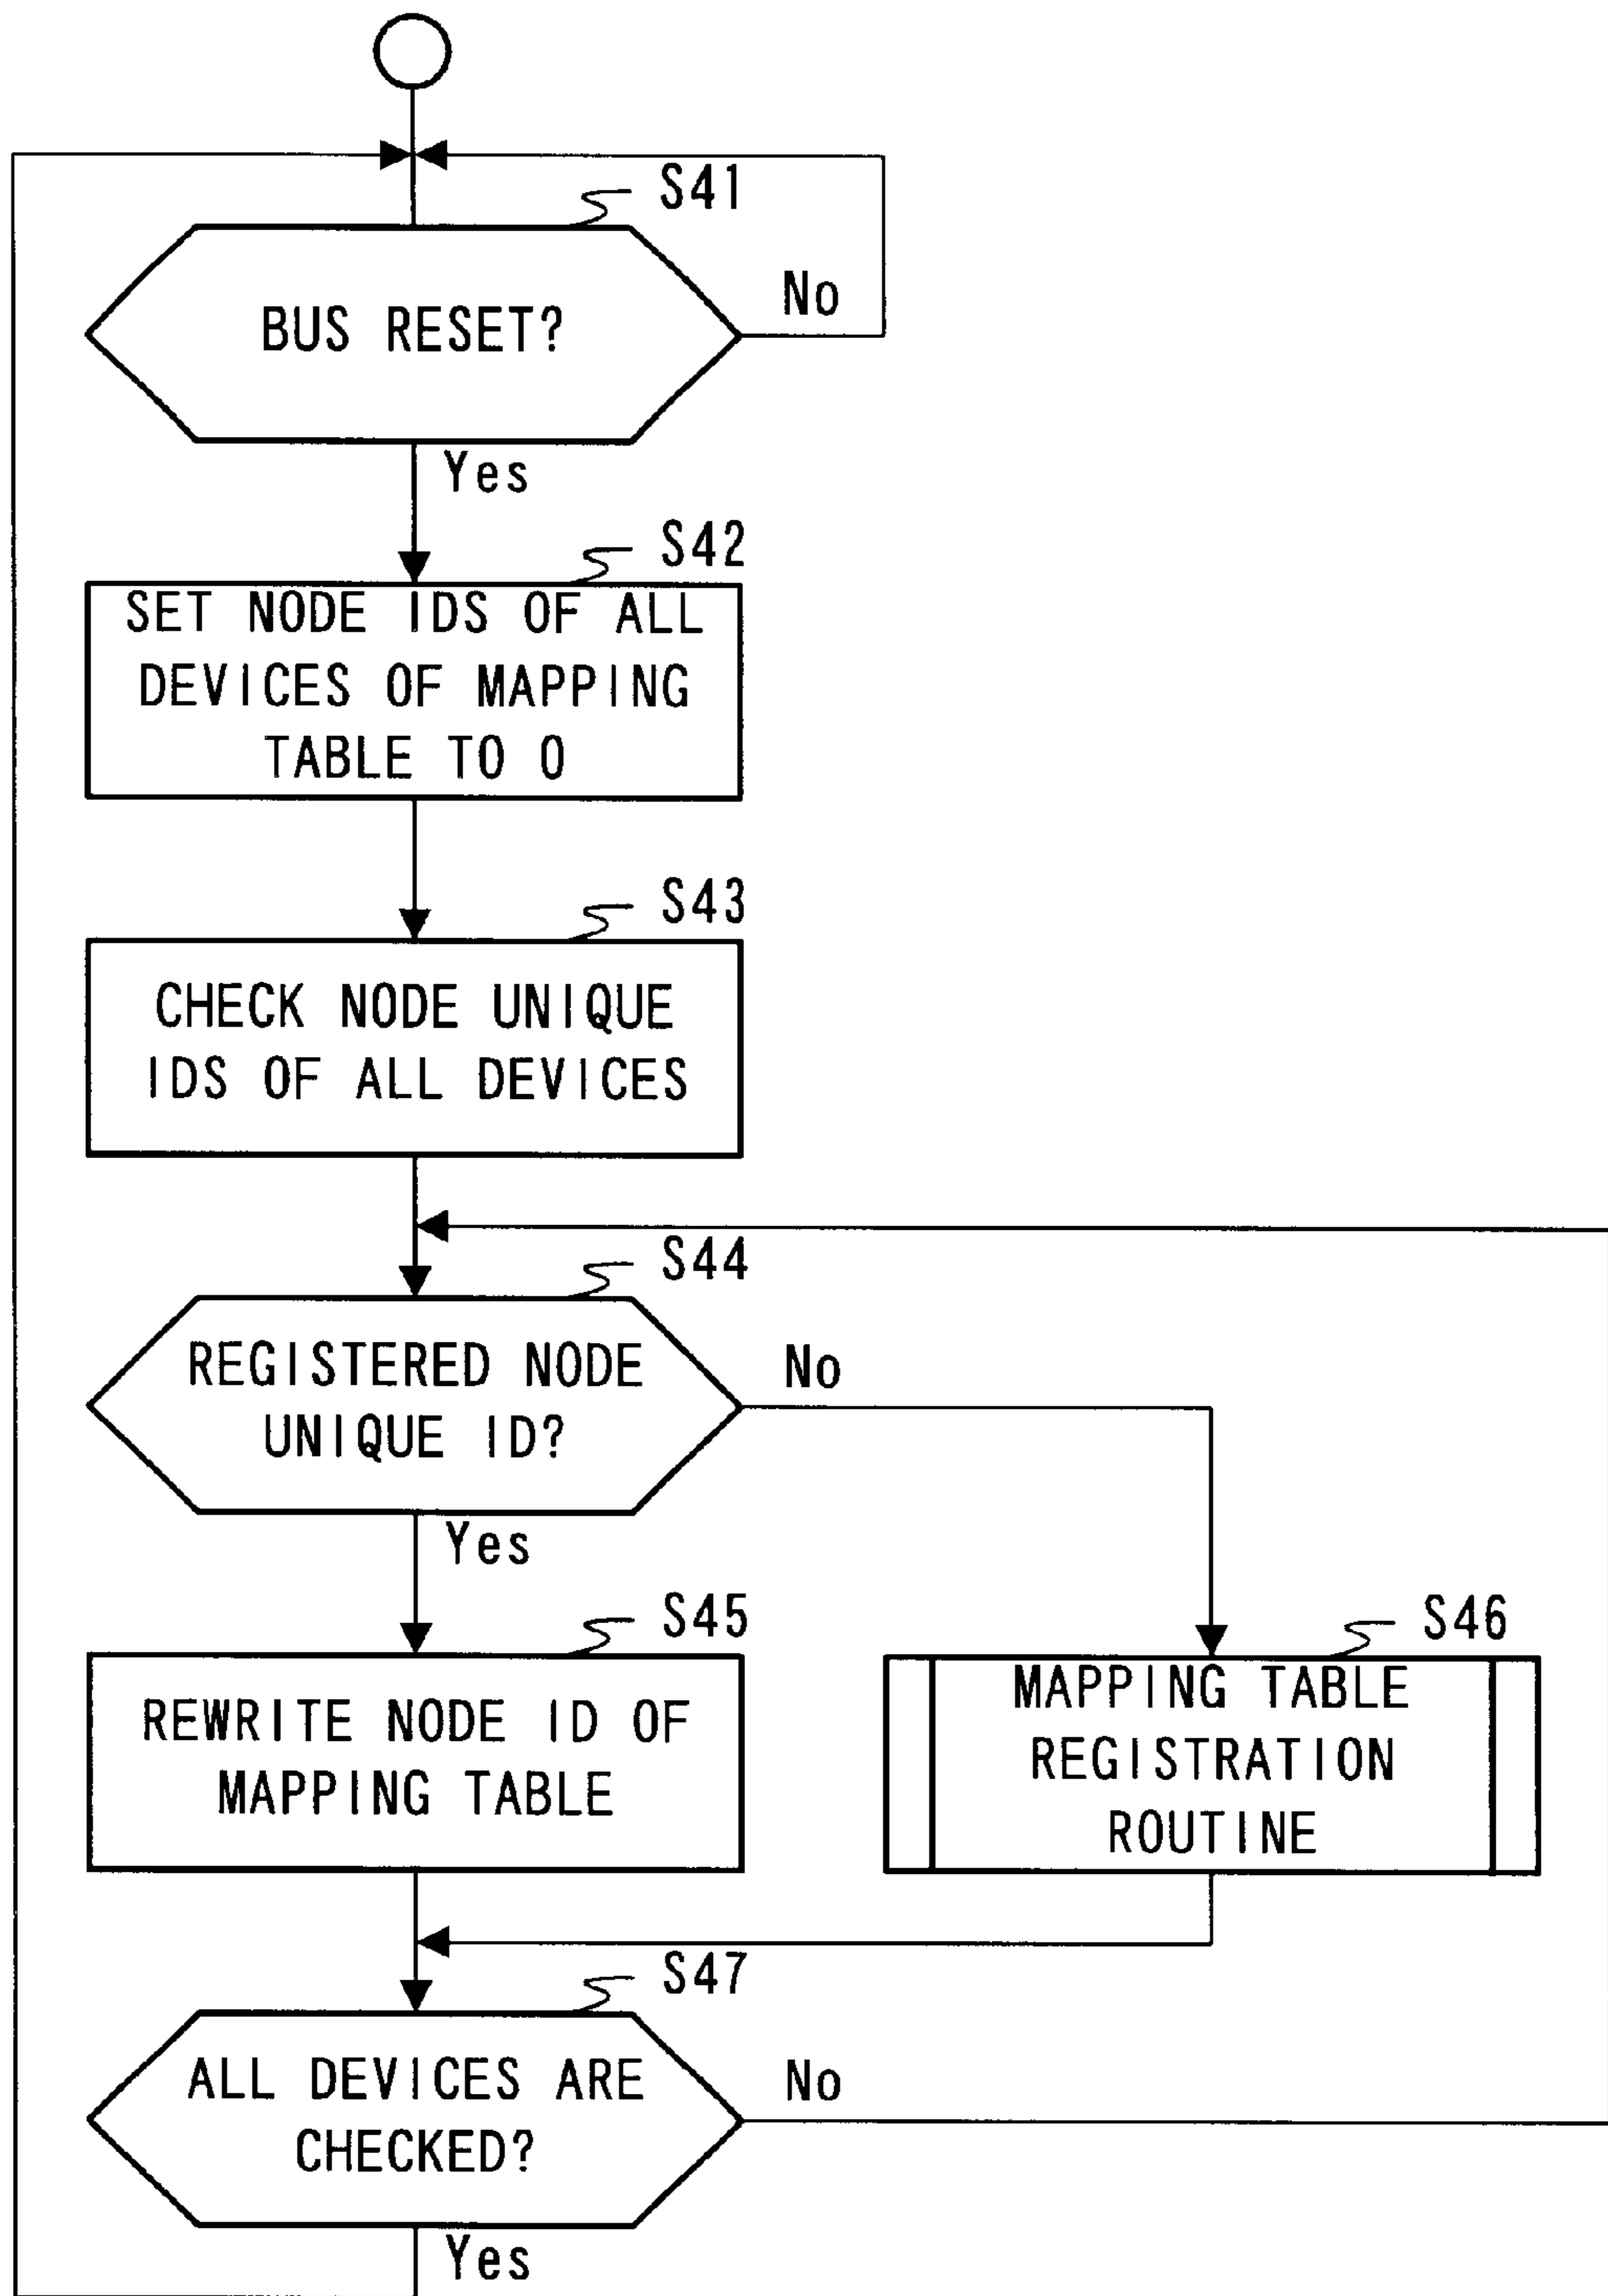 S41
BUS RESET?
No
Yes
S42
SET NODE IDS OF ALL
DEVICES OF MAPPING
TABLE TO 0
S43
CHECK NODE UNIQUE
IDS OF ALL DEVICES
S44
REGISTERED NODE
UNIQUE ID?
No
Yes
S45
REWRITE NODE ID OF
MAPPING TABLE
S46
MAPPING TABLE
REGISTRATION
ROUTINE
S47
ALL DEVICES ARE
CHECKED?
No
Yes